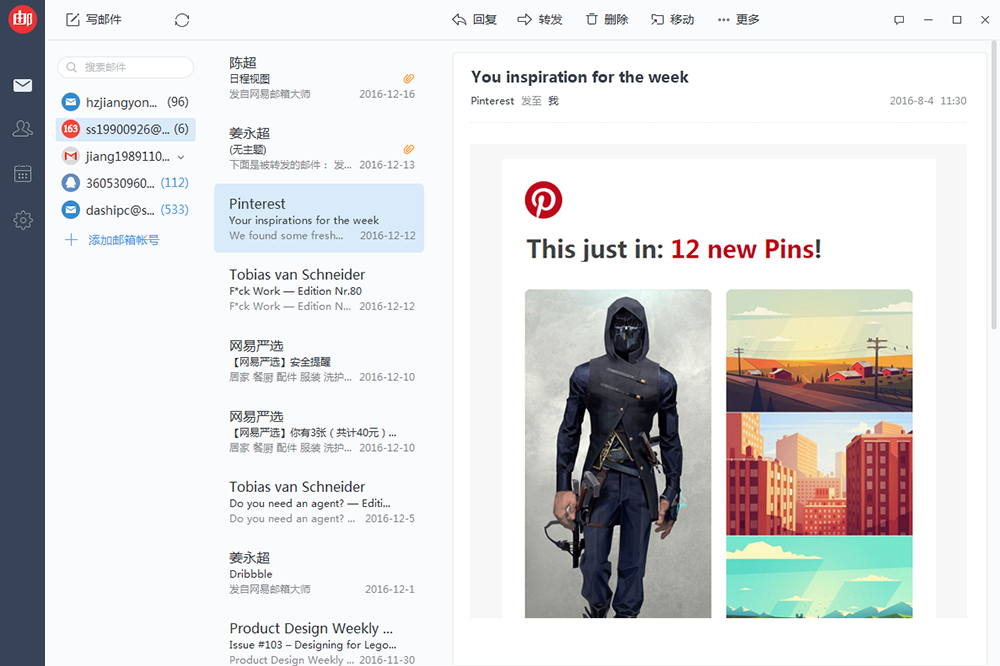 邮
写邮件
回复
转发
删除
移动
更多
搜索邮件
hzjiangyon... (96)
163 ss19900926@... (6)
jiang1989110...
360530960... (112)
dashipc@s... (533)
添加邮箱帐号
陈超
日程视图
发自网易邮箱大师 2016-12-16
姜永超
(无主题)
下面是被转发的邮件： 发... 2016-12-13
Pinterest
Your inspirations for the week
We found some fresh... 2016-12-12
Tobias van Schneider
F*ck Work — Edition Nr.80
F*ck Work — Edition N... 2016-12-12
网易严选
【网易严选】安全提醒
居家 餐厨 配件 服装 洗护... 2016-12-10
网易严选
【网易严选】你有3张（共计40元）...
居家 餐厨 配件 服装 洗护... 2016-12-10
Tobias van Schneider
Do you need an agent? — Editi...
Do you need an agent? ... 2016-12-5
姜永超
Dribbble
发自网易邮箱大师 2016-12-1
Product Design Weekly ...
Issue #103 – Designing for Lego...
Product Design Weekly ... 2016-11-30
You inspiration for the week
Pinterest 发至 我 2016-8-4 11:30
This just in: 12 new Pins!